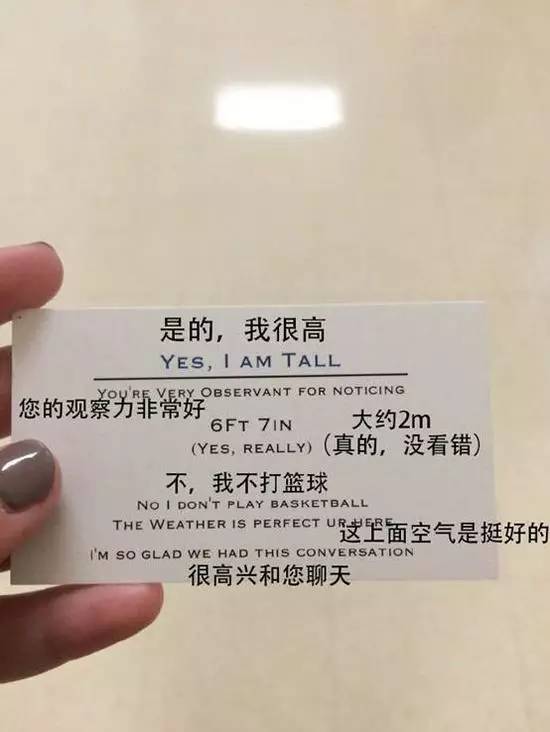 是的，我很高
YES, I AM TALL
YOU'RE VERY OBSERVANT FOR NOTICING
您的观察力非常好
6FT 7IN 大约2m
(YES, REALLY) （真的，没看错）
不，我不打篮球
NO I DON'T PLAY BASKETBALL
THE WEATHER IS PERFECT UP HERE
这上面空气是挺好的
I'M SO GLAD WE HAD THIS CONVERSATION
很高兴和您聊天